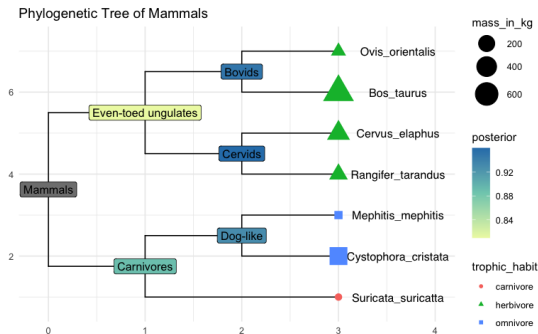 Phylogenetic Tree of Mammals
mass_in_kg
200
400
600
posterior
0.92
0.88
0.84
trophic_habit
carnivore
herbivore
omnivore
Ovis_orientalis
Bovids
Bos_taurus
Even-toed ungulates
Cervus_elaphus
Cervids
Rangifer_tarandus
Mammals
Mephitis_mephitis
Dog-like
Cystophora_cristata
Carnivores
Suricata_suricatta
6
4
2
0
1
2
3
4